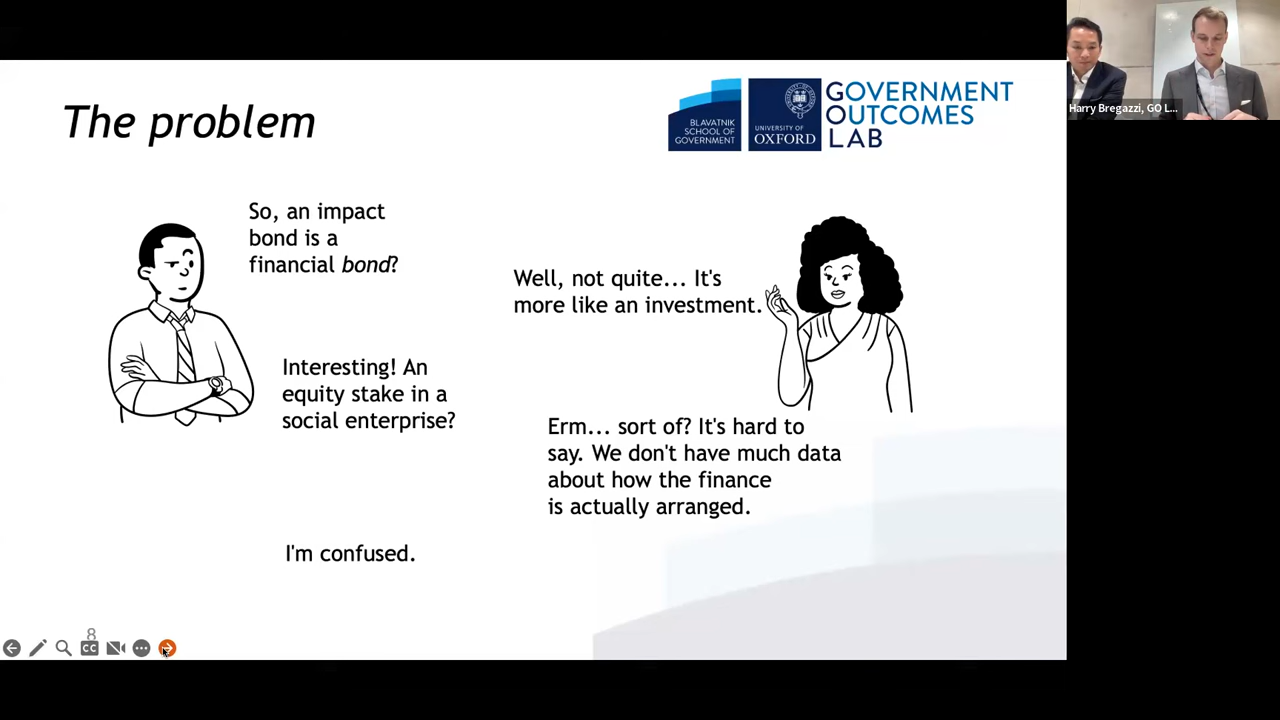 The problem
BLAVATNIK
SCHOOL OF
GOVERNMENT
UNIVERSITY OF
OXFORD
GOVERNMENT
OUTCOMES
LAB
Harry Bregazzi, GO L...
So, an impact
bond is a
financial bond?
Well, not quite... It's
more like an investment.
Interesting! An
equity stake in a
social enterprise?
Erm... sort of? It's hard to
say. We don't have much data
about how the finance
is actually arranged.
I'm confused.
8
CC